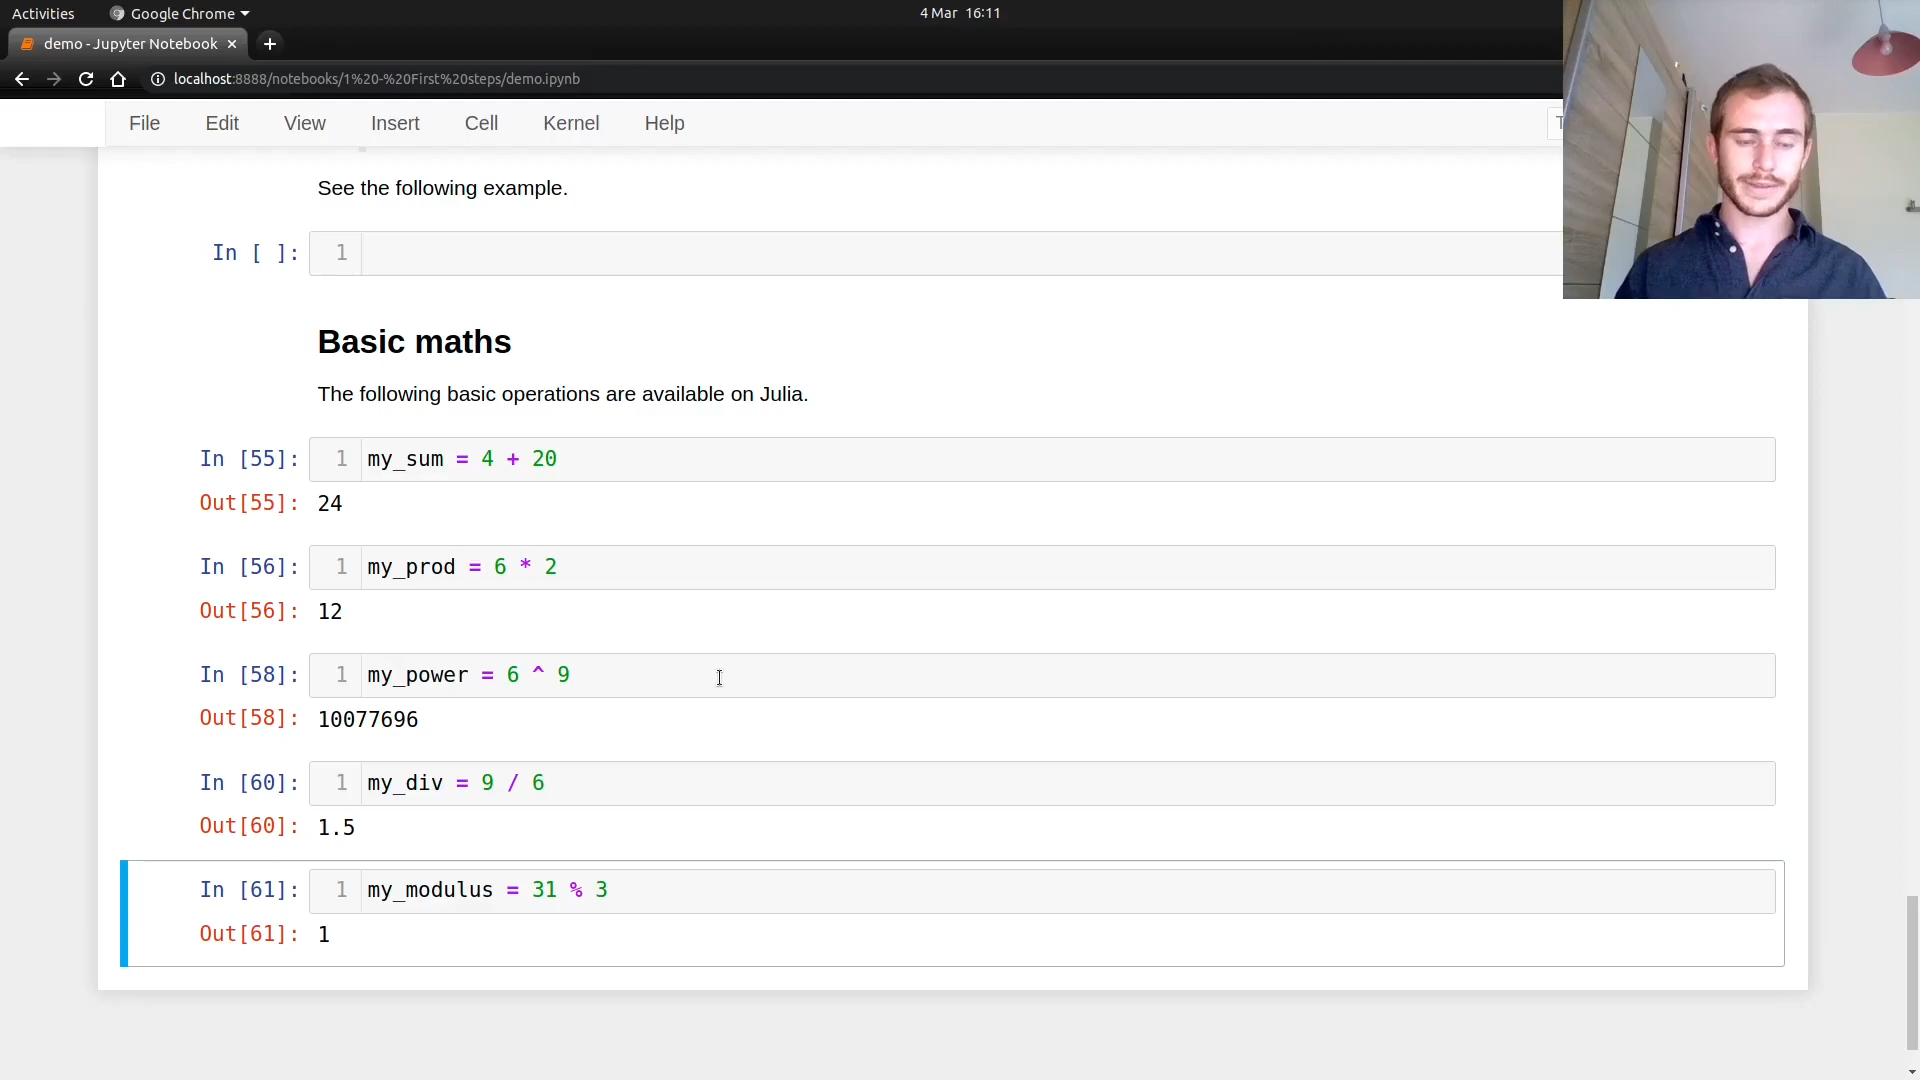 Activities Google Chrome 4 Mar 16:11
demo - Jupyter Notebook × +
localhost:8888/notebooks/1%20-%20First%20steps/demo.ipynb
File Edit View Insert Cell Kernel Help
See the following example.
In [ ]: 1
Basic maths
The following basic operations are available on Julia.
In [55]: 1 my_sum = 4 + 20
Out[55]: 24
In [56]: 1 my_prod = 6 * 2
Out[56]: 12
In [58]: 1 my_power = 6 ^ 9
Out[58]: 10077696
In [60]: 1 my_div = 9 / 6
Out[60]: 1.5
In [61]: 1 my_modulus = 31 % 3
Out[61]: 1